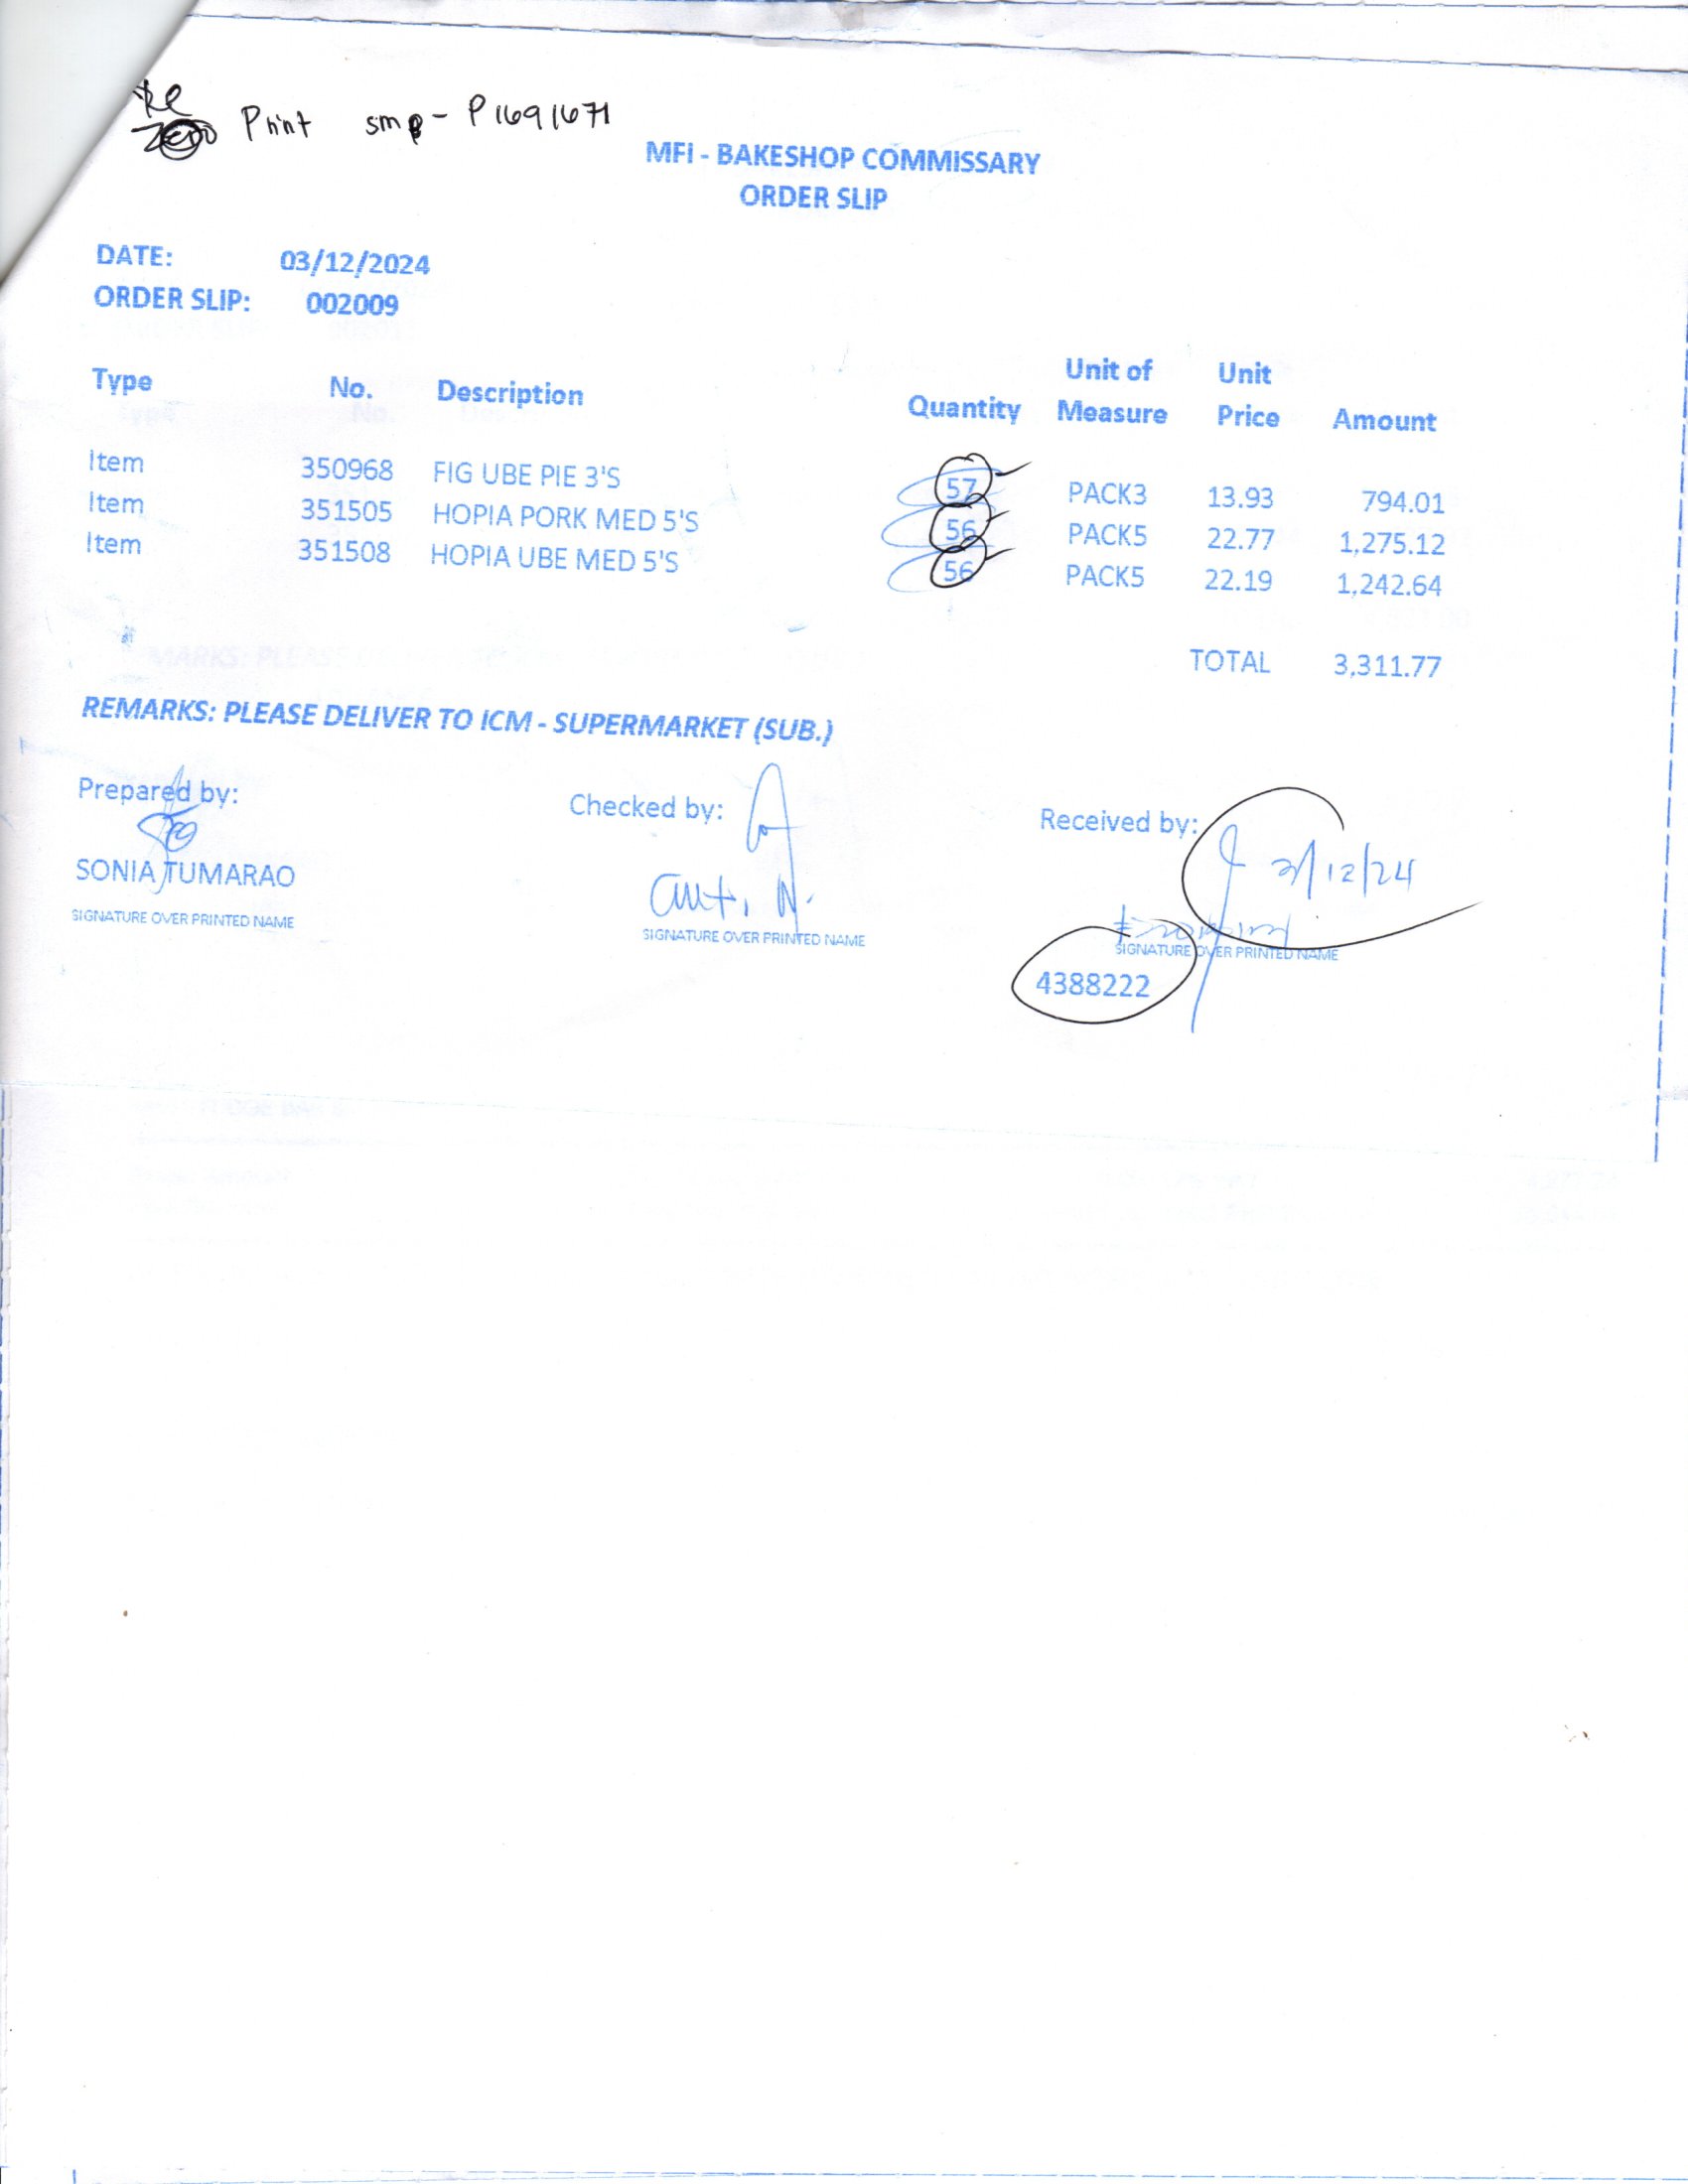 Re
Zero Print smb - P1691671
MFI - BAKESHOP COMMISSARY
ORDER SLIP
DATE: 03/12/2024
ORDER SLIP: 002009
Type No. Description Quantity Unit of Measure Unit Price Amount
Item 350968 FIG UBE PIE 3'S 57 PACK3 13.93 794.01
Item 351505 HOPIA PORK MED 5'S 56 PACK5 22.77 1,275.12
Item 351508 HOPIA UBE MED 5'S 56 PACK5 22.19 1,242.64
TOTAL 3,311.77
REMARKS: PLEASE DELIVER TO ICM - SUPERMARKET (SUB.)
Prepared by: Checked by: Received by:
3/12/24
SONIA TUMARAO
SIGNATURE OVER PRINTED NAME SIGNATURE OVER PRINTED NAME SIGNATURE OVER PRINTED NAME
4388222